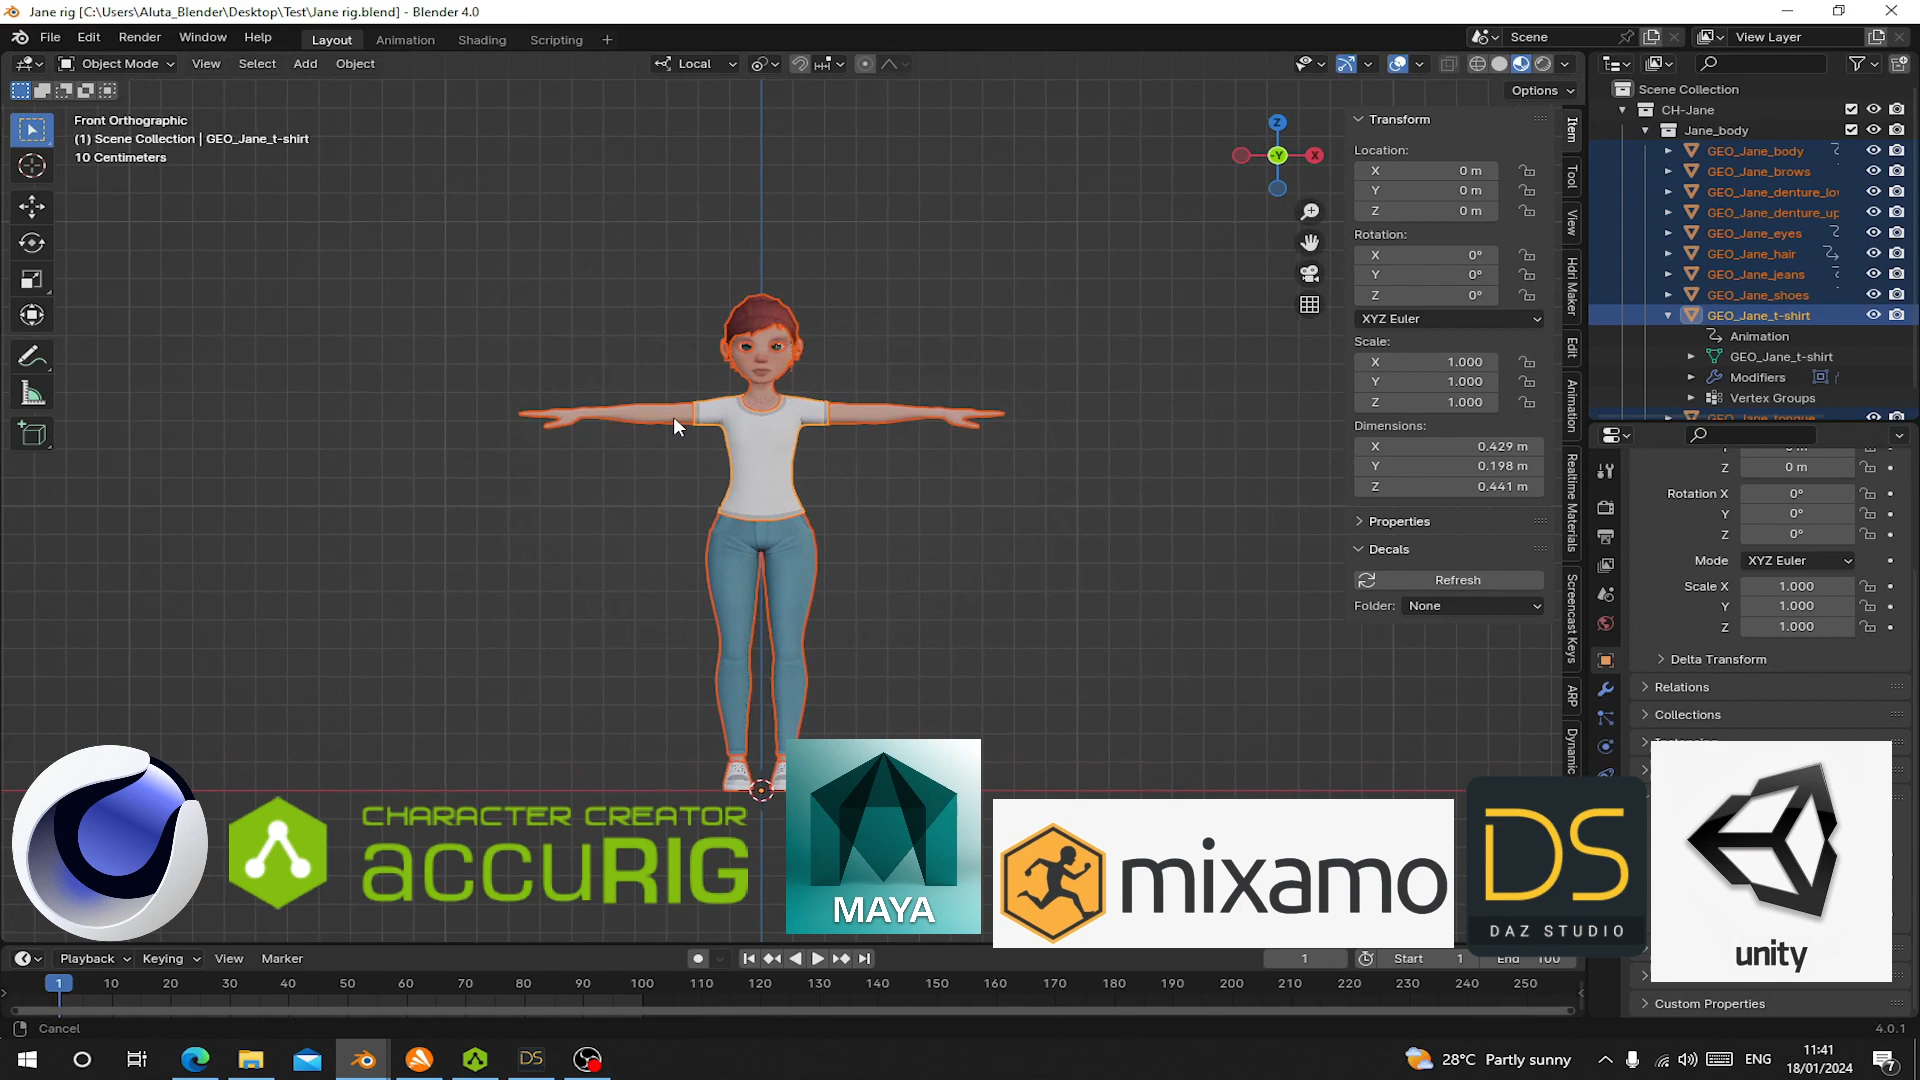 Jane rig [C:\Users\Aluta_Blender\Desktop\Test\Jane rig.blend] - Blender 4.0
File Edit Render Window Help Layout Animation Shading Scripting + Scene View Layer
Object Mode View Select Add Object Local
Options
Front Orthographic
(1) Scene Collection | GEO_Jane_t-shirt
10 Centimeters
Z
-Y X
Transform
Location:
X 0 m
Y 0 m
Z 0 m
Rotation:
X 0°
Y 0°
Z 0°
XYZ Euler
Scale:
X 1.000
Y 1.000
Z 1.000
Dimensions:
X 0.429 m
Y 0.198 m
Z 0.441 m
Properties
Decals
Refresh
Folder: None
Item
Tool
View
Hdri Maker
Edit
Animation
Realtime Materials
Screencast Keys
ARP
Dynamic
Scene Collection
CH-Jane
Jane_body
GEO_Jane_body
GEO_Jane_brows
GEO_Jane_denture_lo
GEO_Jane_denture_up
GEO_Jane_eyes
GEO_Jane_hair
GEO_Jane_jeans
GEO_Jane_shoes
GEO_Jane_t-shirt
Animation
GEO_Jane_t-shirt
Modifiers
Vertex Groups
GEO_Jane_tongue
Z 0 m
Rotation X 0°
Y 0°
Z 0°
Mode XYZ Euler
Scale X 1.000
Y 1.000
Z 1.000
Delta Transform
Relations
Collections
Custom Properties
CHARACTER CREATOR
accuRIG
MAYA
mixamo
DS
DAZ STUDIO
unity
Playback Keying View Marker 1 Start 1 End 100
1 10 20 30 40 50 60 70 80 90 100 110 120 130 140 150 160 170 180 190 200 210 220 230 240 250
Cancel 4.0.1
DS 28°C Partly sunny ENG 11:41
18/01/2024 7